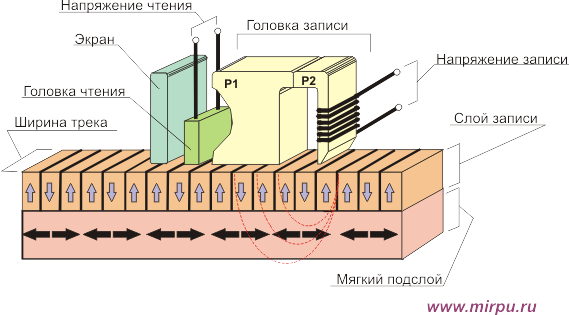 Напряжение чтения
Головка записи
Экран
Напряжение записи
Головка чтения
P1
P2
Ширина трека
Слой записи
Мягкий подслой
www.mirpu.ru